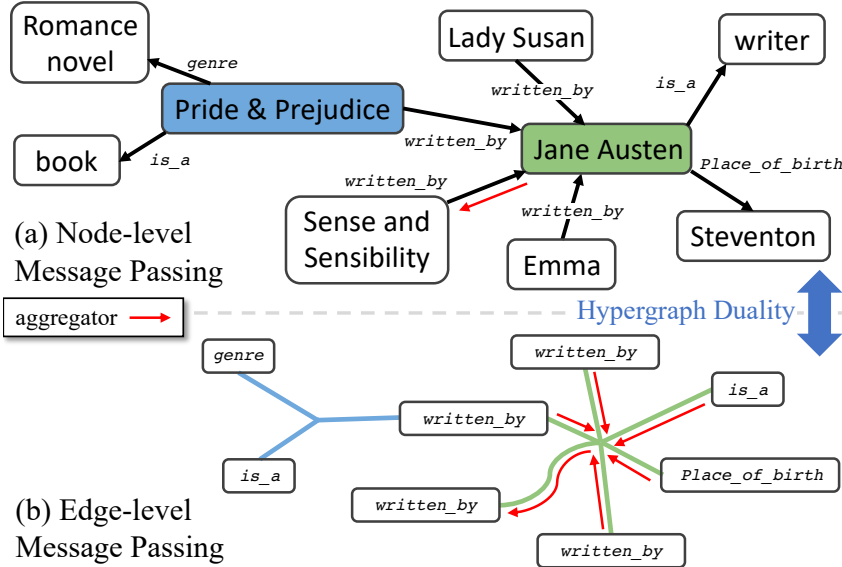 Romance
novel
genre
Pride & Prejudice
book
is_a
written_by
Lady Susan
written_by
writer
is_a
Jane Austen
Place_of_birth
written_by
Sense and
Sensibility
written_by
Emma
Steventon
(a) Node-level
Message Passing
aggregator
Hypergraph Duality
genre
written_by
is_a
written_by
is_a
Place_of_birth
written_by
written_by
(b) Edge-level
Message Passing